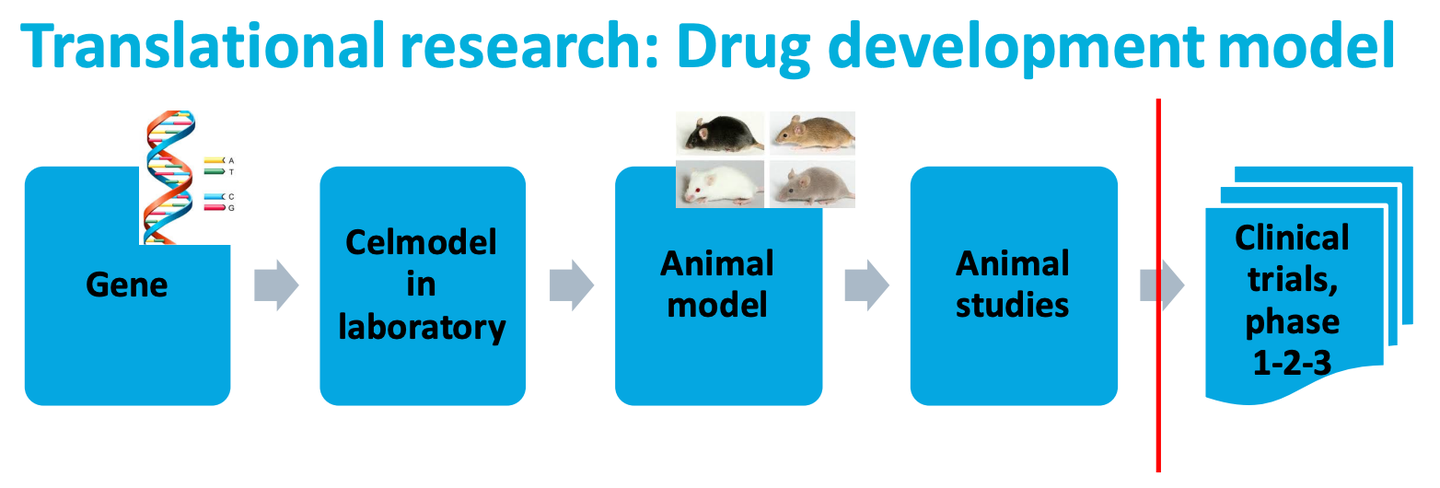 Translational research: Drug development model
A
T
C
G
Gene
Celmodel
in
laboratory
Animal
model
Animal
studies
Clinical
trials,
phase
1-2-3